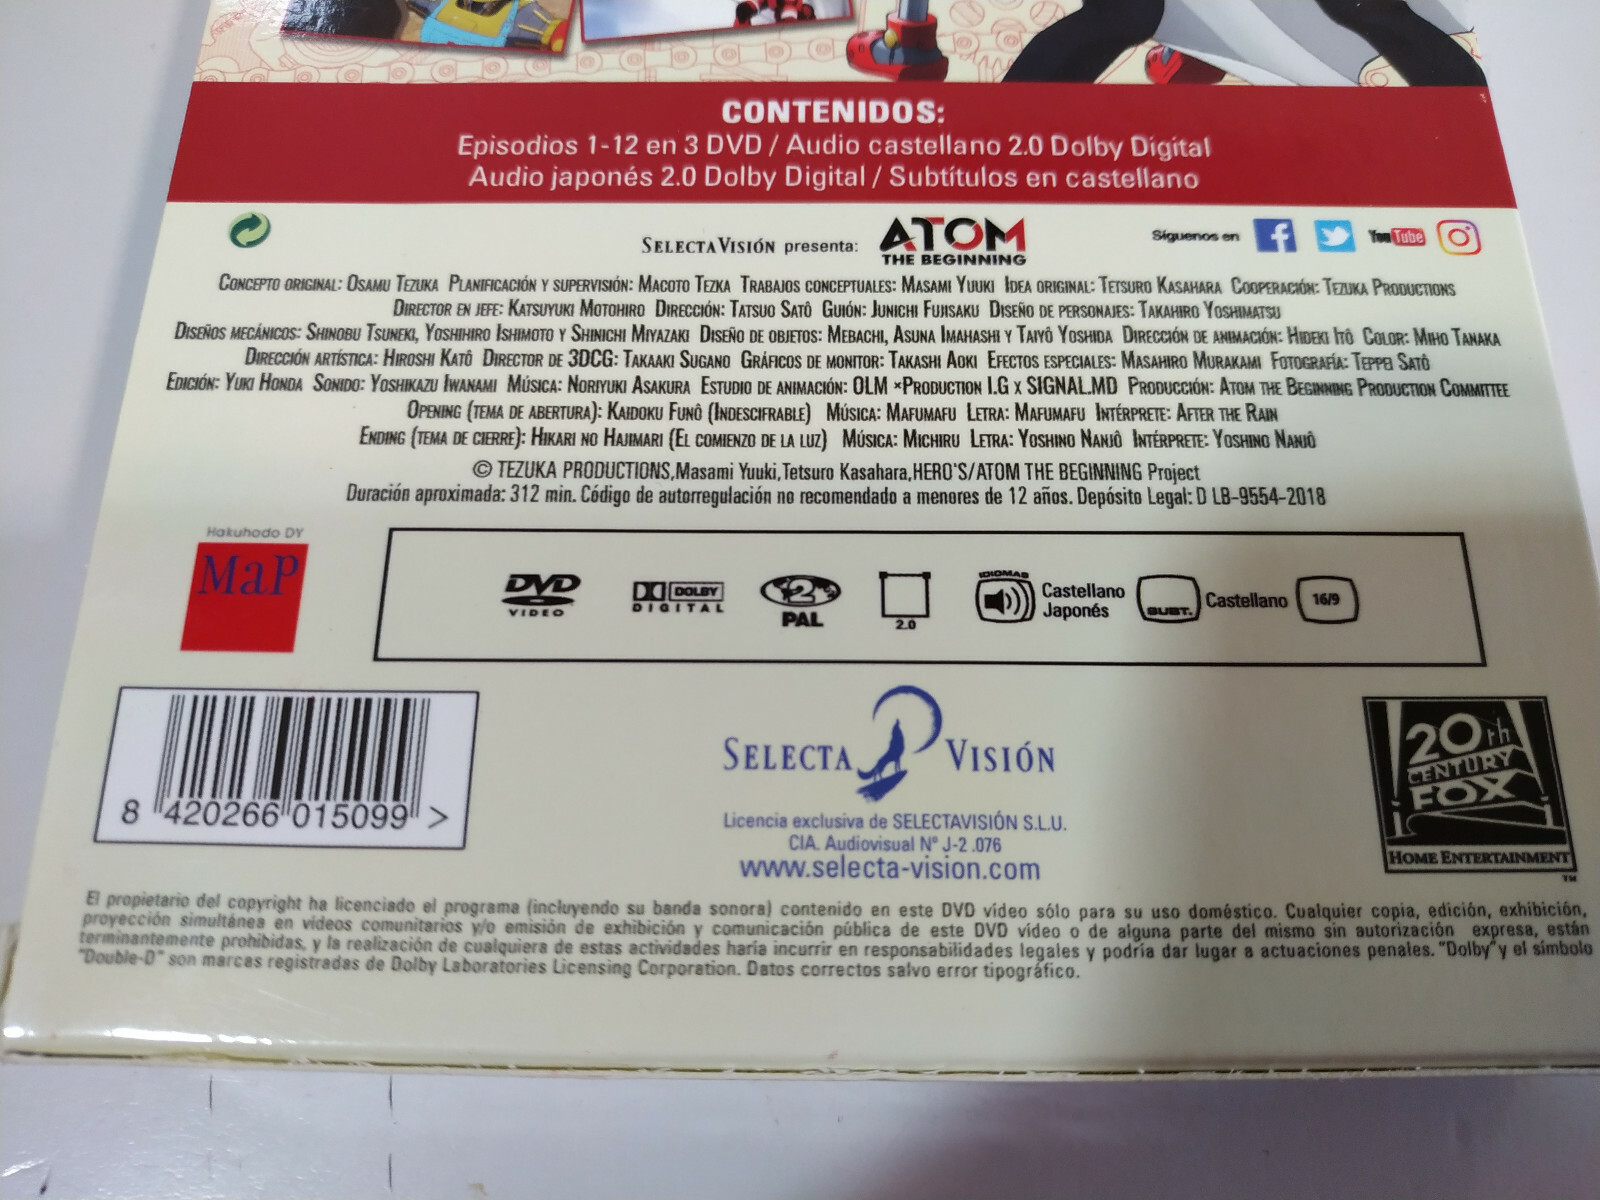 CONTENIDOS:
Episodios 1-12 en 3 DVD / Audio castellano 2.0 Dolby Digital
Audio japonés 2.0 Dolby Digital / Subtítulos en castellano
SELECTAVISIÓN presenta: ATOM THE BEGINNING
Síguenos en f YouTube
CONCEPTO ORIGINAL: OSAMU TEZUKA PLANIFICACIÓN Y SUPERVISIÓN: MACOTO TEZKA TRABAJOS CONCEPTUALES: MASAMI YUUKI IDEA ORIGINAL: TETSURO KASAHARA COOPERACIÓN: TEZUKA PRODUCTIONS
DIRECTOR EN JEFE: KATSUYUKI MOTOHIRO DIRECCIÓN: TATSUO SATÔ GUIÓN: JUNICHI FUJISAKU DISEÑO DE PERSONAJES: TAKAHIRO YOSHIMATSU
DISEÑOS MECÁNICOS: SHINOBU TSUNEKI, YOSHIHIRO ISHIMOTO Y SHINICHI MIYAZAKI DISEÑO DE OBJETOS: MEBACHI, ASUNA IMAHASHI Y TAIYÔ YOSHIDA DIRECCIÓN DE ANIMACIÓN: HIDEKI ITÔ COLOR: MIHO TANAKA
DIRECCIÓN ARTÍSTICA: HIROSHI KATÔ DIRECTOR DE 3DCG: TAKAAKI SUGANO GRÁFICOS DE MONITOR: TAKASHI AOKI EFECTOS ESPECIALES: MASAHIRO MURAKAMI FOTOGRAFÍA: TEPPEI SATÔ
EDICIÓN: YUKI HONDA SONIDO: YOSHIKAZU IWANAMI MÚSICA: NORIYUKI ASAKURA ESTUDIO DE ANIMACIÓN: OLM ×PRODUCTION I.G X SIGNAL.MD PRODUCCIÓN: ATOM THE BEGINNING PRODUCTION COMMITTEE
OPENING (TEMA DE ABERTURA): KAIDOKU FUNÔ (INDESCIFRABLE) MÚSICA: MAFUMAFU LETRA: MAFUMAFU INTÉRPRETE: AFTER THE RAIN
ENDING (TEMA DE CIERRE): HIKARI NO HAJIMARI (EL COMIENZO DE LA LUZ) MÚSICA: MICHIRU LETRA: YOSHINO NANJÔ INTÉRPRETE: YOSHINO NANJÔ
© TEZUKA PRODUCTIONS,Masami Yuuki,Tetsuro Kasahara,HERO'S/ATOM THE BEGINNING Project
Duración aproximada: 312 min. Código de autorregulación no recomendado a menores de 12 años. Depósito Legal: D LB-9554-2018
Hakuhodo DY
MaP
DVD VIDEO
DOLBY DIGITAL
2 PAL
2.0
IDIOMAS Castellano Japonés
SUBT. Castellano
16/9
8 420266 015099 >
SELECTA VISIÓN
Licencia exclusiva de SELECTAVISIÓN S.L.U.
CIA. Audiovisual Nº J-2 .076
www.selecta-vision.com
20th
CENTURY
FOX
HOME ENTERTAINMENT
TM
El propietario del copyright ha licenciado el programa (incluyendo su banda sonora) contenido en este DVD vídeo sólo para su uso doméstico. Cualquier copia, edición, exhibición,
proyección simultánea en vídeos comunitarios y/o emisión de exhibición y comunicación pública de este DVD vídeo o de alguna parte del mismo sin autorización expresa, están
terminantemente prohibidas, y la realización de cualquiera de estas actividades haría incurrir en responsabilidades legales y podría dar lugar a actuaciones penales. "Dolby" y el símbolo
"Double-D" son marcas registradas de Dolby Laboratories Licensing Corporation. Datos correctos salvo error tipográfico.